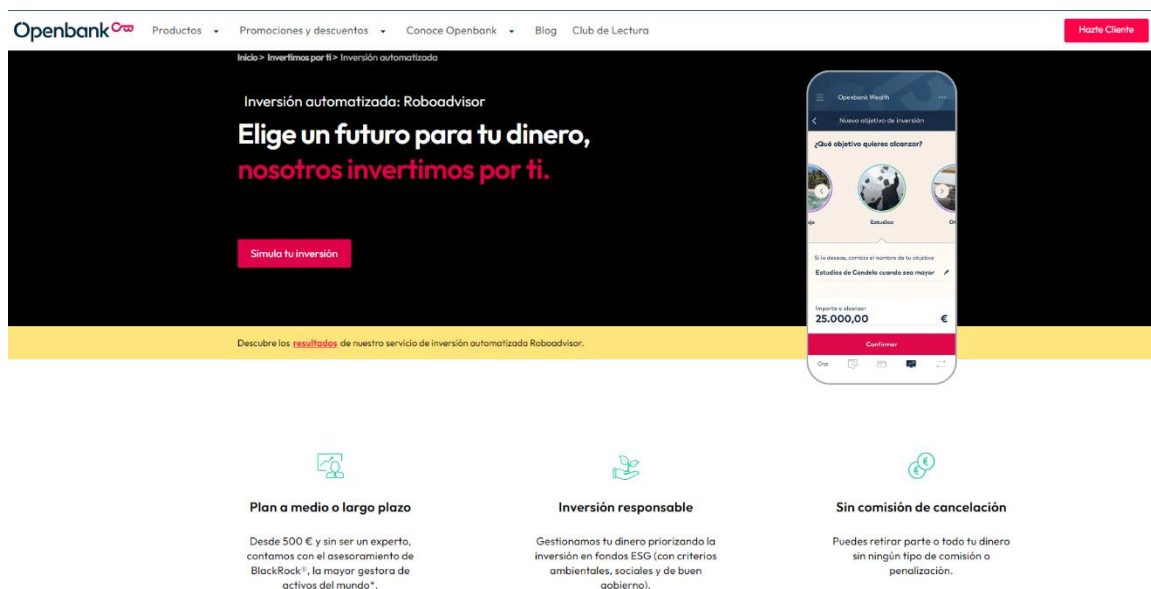 Openbank
Productos
Promociones y descuentos
Conoce Openbank
Blog
Club de Lectura
Hazte Cliente
Inicio > Invertimos por ti > Inversión automatizada
Inversión automatizada: Roboadvisor
Elige un futuro para tu dinero,
nosotros invertimos por ti.
Simula tu inversión
Openbank Wealth
Nuevo objetivo de inversión
¿Qué objetivo quieres alcanzar?
Estudios
Si lo deseas, cambia el nombre de tu objetivo
Estudios de Candela cuando sea mayor
Importe a alcanzar
25.000,00 €
Confirmar
Descubre los resultados de nuestro servicio de inversión automatizada Roboadvisor.
Plan a medio o largo plazo
Desde 500 € y sin ser un experto,
contamos con el asesoramiento de
BlackRock®, la mayor gestora de
activos del mundo*.
Inversión responsable
Gestionamos tu dinero priorizando la
inversión en fondos ESG (con criterios
ambientales, sociales y de buen
gobierno).
Sin comisión de cancelación
Puedes retirar parte o todo tu dinero
sin ningún tipo de comisión o
penalización.